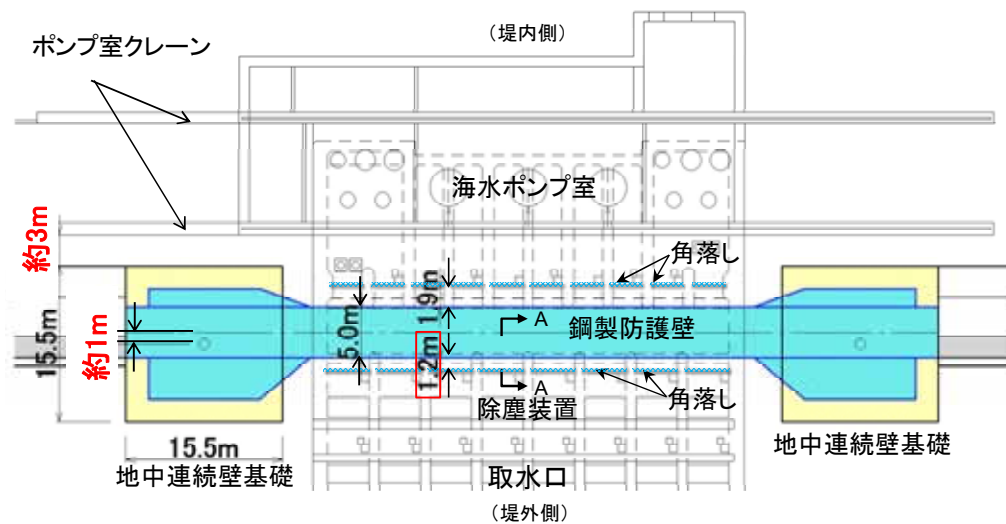 (堤内側)
ポンプ室クレーン
海水ポンプ室
約3m
角落し
1.9m
5.0m
A
鋼製防護壁
約1m
15.5m
1.2m
A
角落し
除塵装置
15.5m
地中連続壁基礎
地中連続壁基礎
取水口
(堤外側)